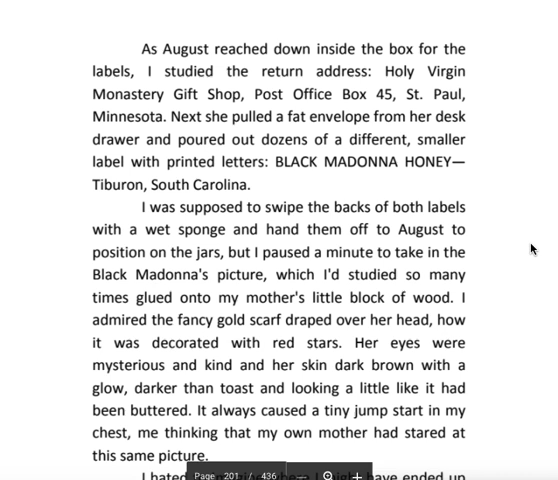 As August reached down inside the box for the
labels, I studied the return address: Holy Virgin
Monastery Gift Shop, Post Office Box 45, St. Paul,
Minnesota. Next she pulled a fat envelope from her desk
drawer and poured out dozens of a different, smaller
label with printed letters: BLACK MADONNA HONEY—
Tiburon, South Carolina.
I was supposed to swipe the backs of both labels
with a wet sponge and hand them off to August to
position on the jars, but I paused a minute to take in the
Black Madonna's picture, which I'd studied so many
times glued onto my mother's little block of wood. I
admired the fancy gold scarf draped over her head, how
it was decorated with red stars. Her eyes were
mysterious and kind and her skin dark brown with a
glow, darker than toast and looking a little like it had
been buttered. It always caused a tiny jump start in my
chest, me thinking that my own mother had stared at
this same picture.
I hated have ended up
Page 201 / 436